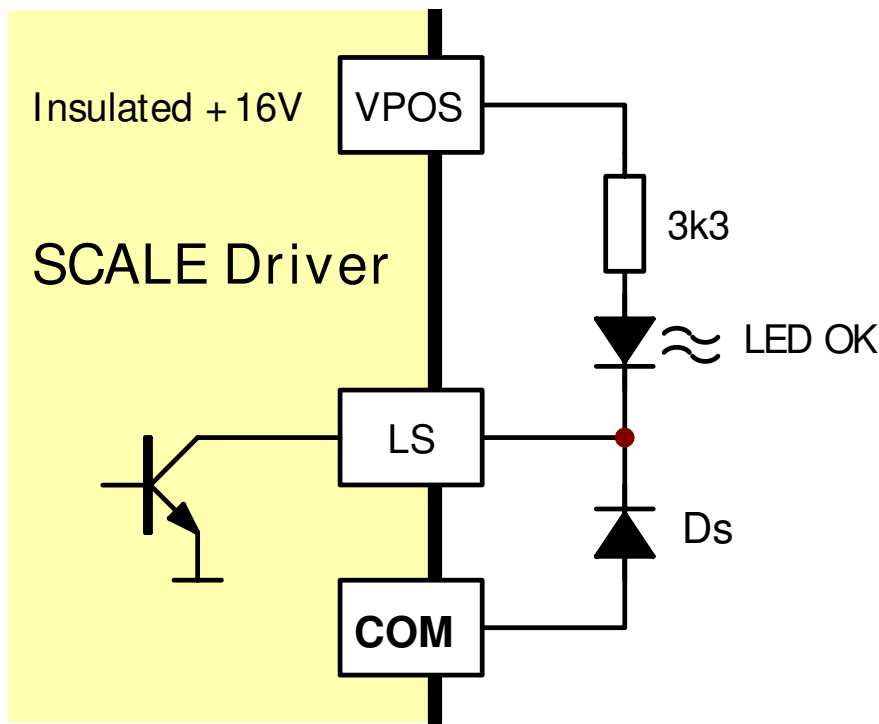 Insulated +16V
VPOS
3k3
SCALE Driver
LED OK
LS
Ds
COM